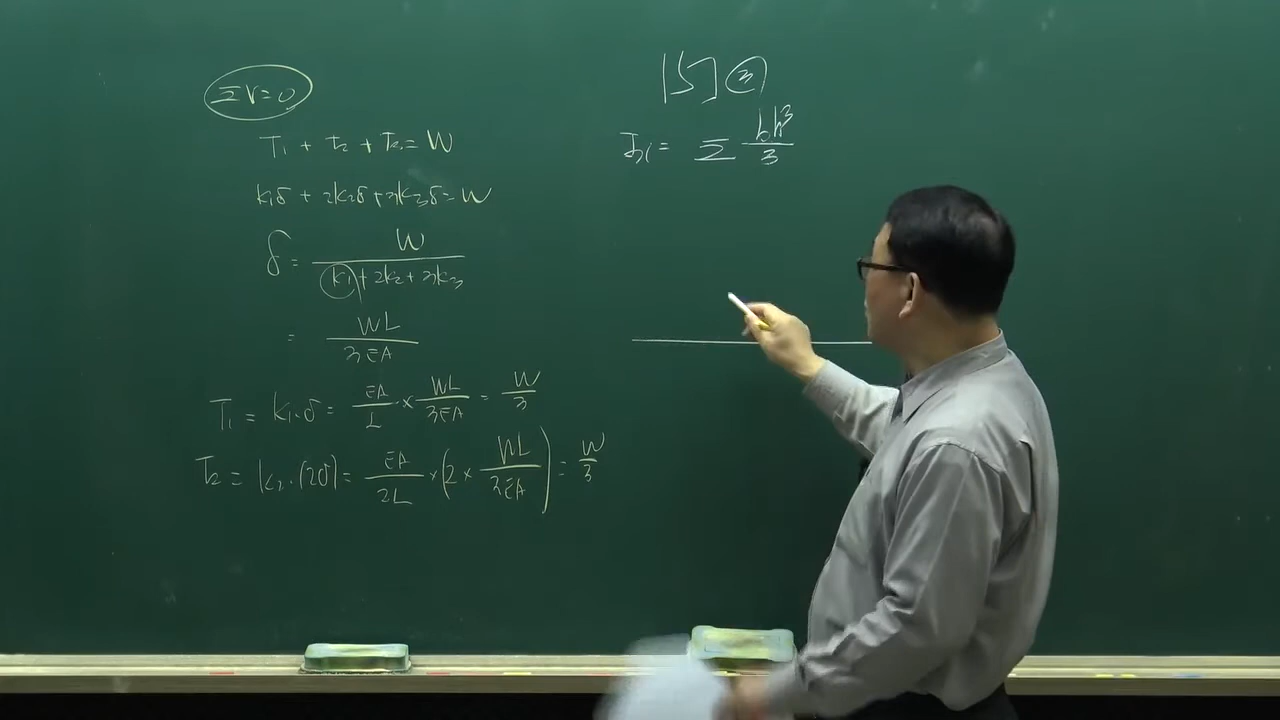 ΣV=0
T₁ + T₂ + T₃ = W
k₁δ + 2k₂δ + 3k₃δ = W
δ = W / (k₁ + 2k₂ + 3k₃)
= WL / 3EA
T₁ = k₁·δ = EA/L × WL/3EA = W/3
T₂ = k₂·(2δ) = EA/2L × (2 × WL/3EA) = W/3
15] ③
= Σ bh³/3